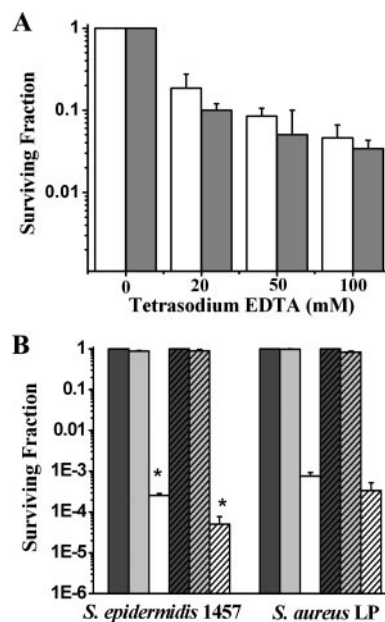 A
Surviving Fraction
1
0.1
0.01
0 20 50 100
Tetrasodium EDTA (mM)
B
Surviving Fraction
1
0.1
0.01
1E-3
1E-4
1E-5
1E-6
* *
S. epidermidis 1457 S. aureus LP